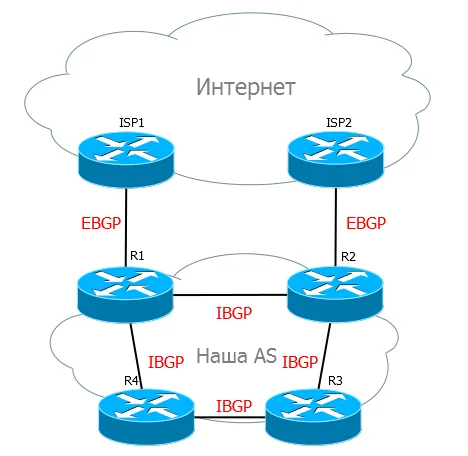 Интернет
ISP1
ISP2
EBGP
EBGP
R1
R2
IBGP
IBGP
Наша AS
IBGP
R4
R3
IBGP